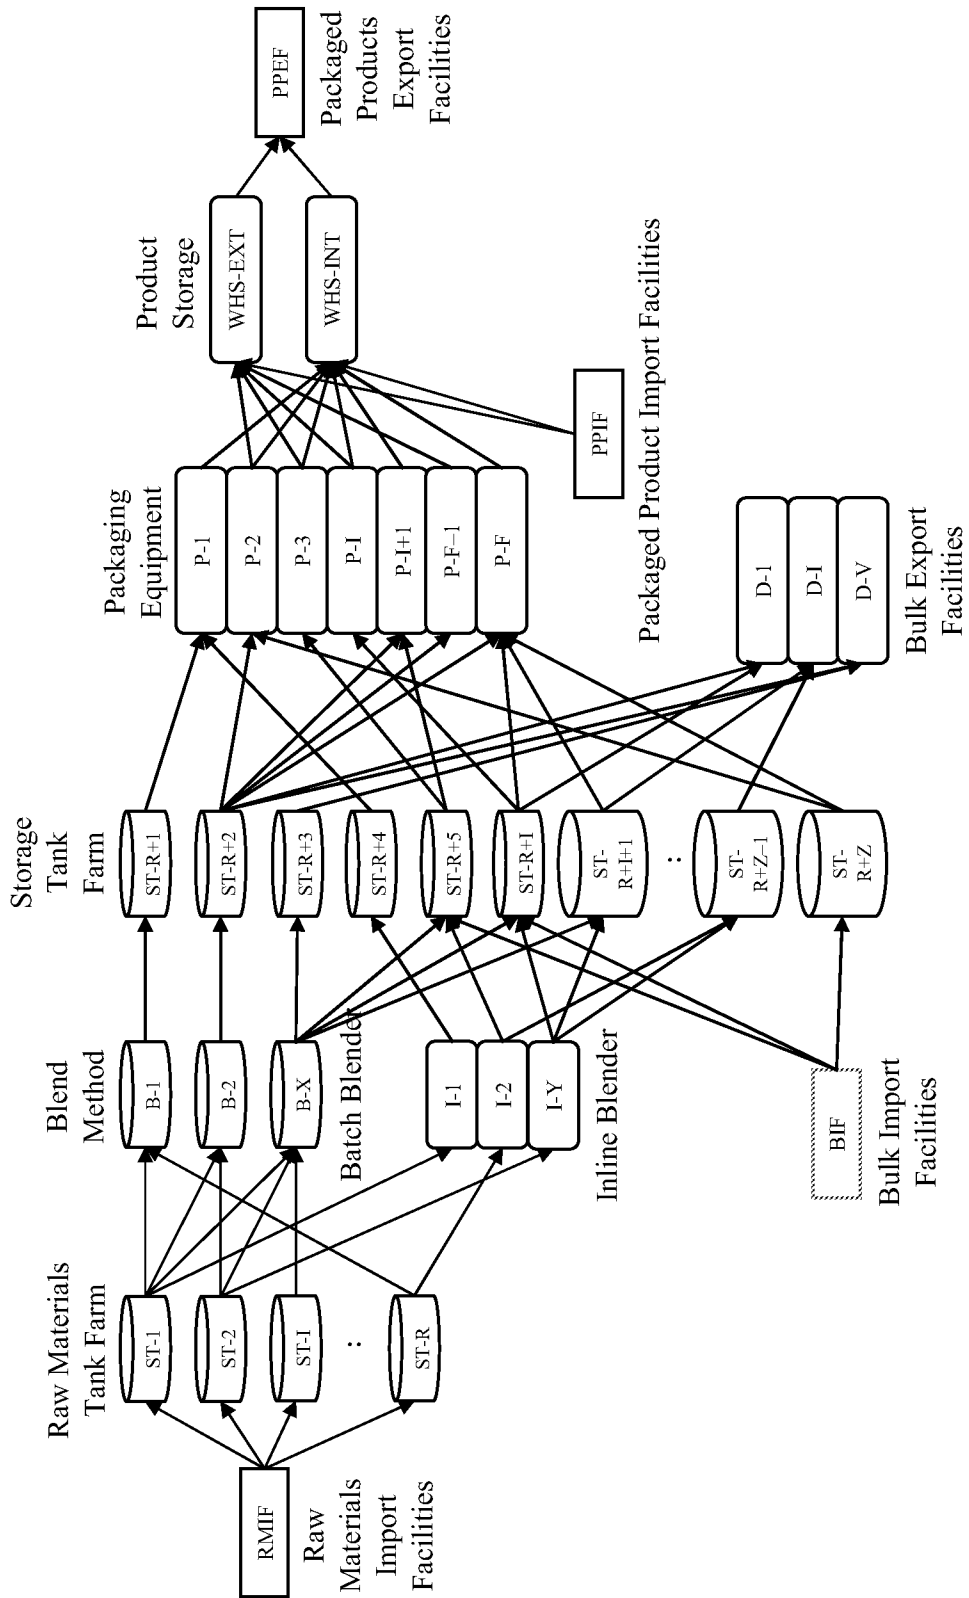 Raw Materials
Tank Farm
Blend
Method
Storage
Tank
Farm
Packaging
Equipment
Product
Storage
RMIF
Raw
Materials
Import
Facilities
ST-1
ST-2
ST-I
:
ST-R
B-1
B-2
B-X
Batch Blender
I-1
I-2
I-Y
Inline Blender
BIF
Bulk Import
Facilities
ST-R+1
ST-R+2
ST-R+3
ST-R+4
ST-R+5
ST-R+I
ST-
R+I+1
:
ST-
R+Z–1
ST-
R+Z
P-1
P-2
P-3
P-I
P-I+1
P-F–1
P-F
D-1
D-I
D-V
Bulk Export
Facilities
PPIF
Packaged Product Import Facilities
WHS-EXT
WHS-INT
PPEF
Packaged
Products
Export
Facilities